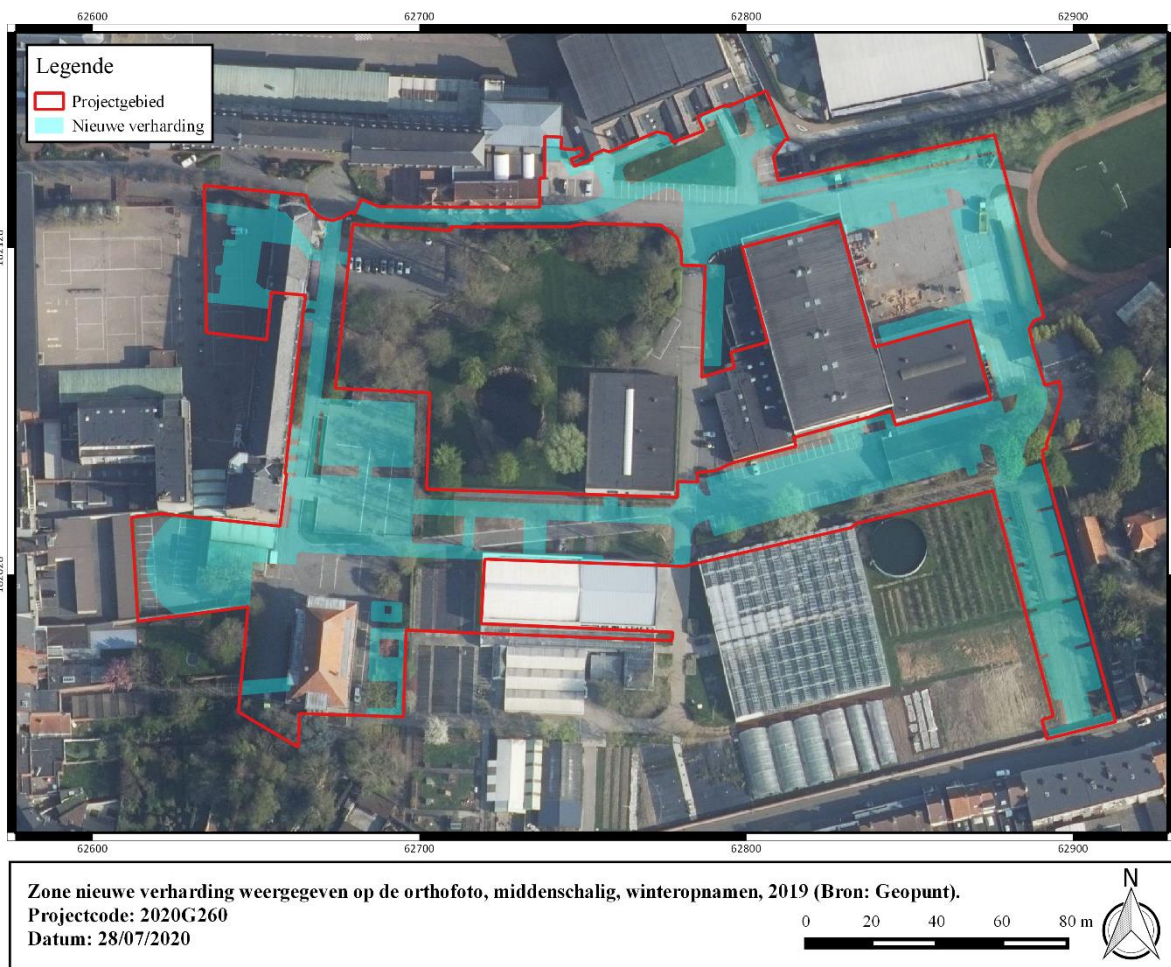 62600 62700 62800 62900
Legende
Projectgebied
Nieuwe verharding
62600 62700 62800 62900
Zone nieuwe verharding weergegeven op de orthofoto, middenschalig, winteropnamen, 2019 (Bron: Geopunt).
Projectcode: 2020G260
Datum: 28/07/2020
0 20 40 60 80 m
N